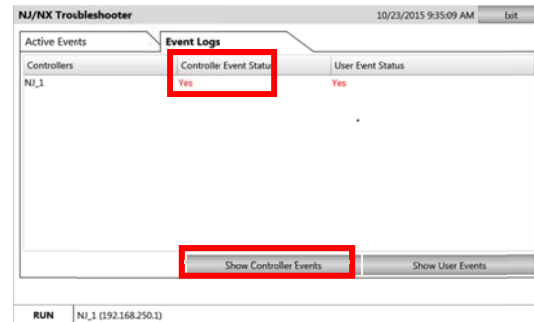 NJ/NX Troubleshooter 10/23/2015 9:35:09 AM Exit
Active Events Event Logs
Controllers Controller Event Status User Event Status
NJ_1 Yes Yes
Show Controller Events Show User Events
RUN NJ_1 (192.168.250.1)